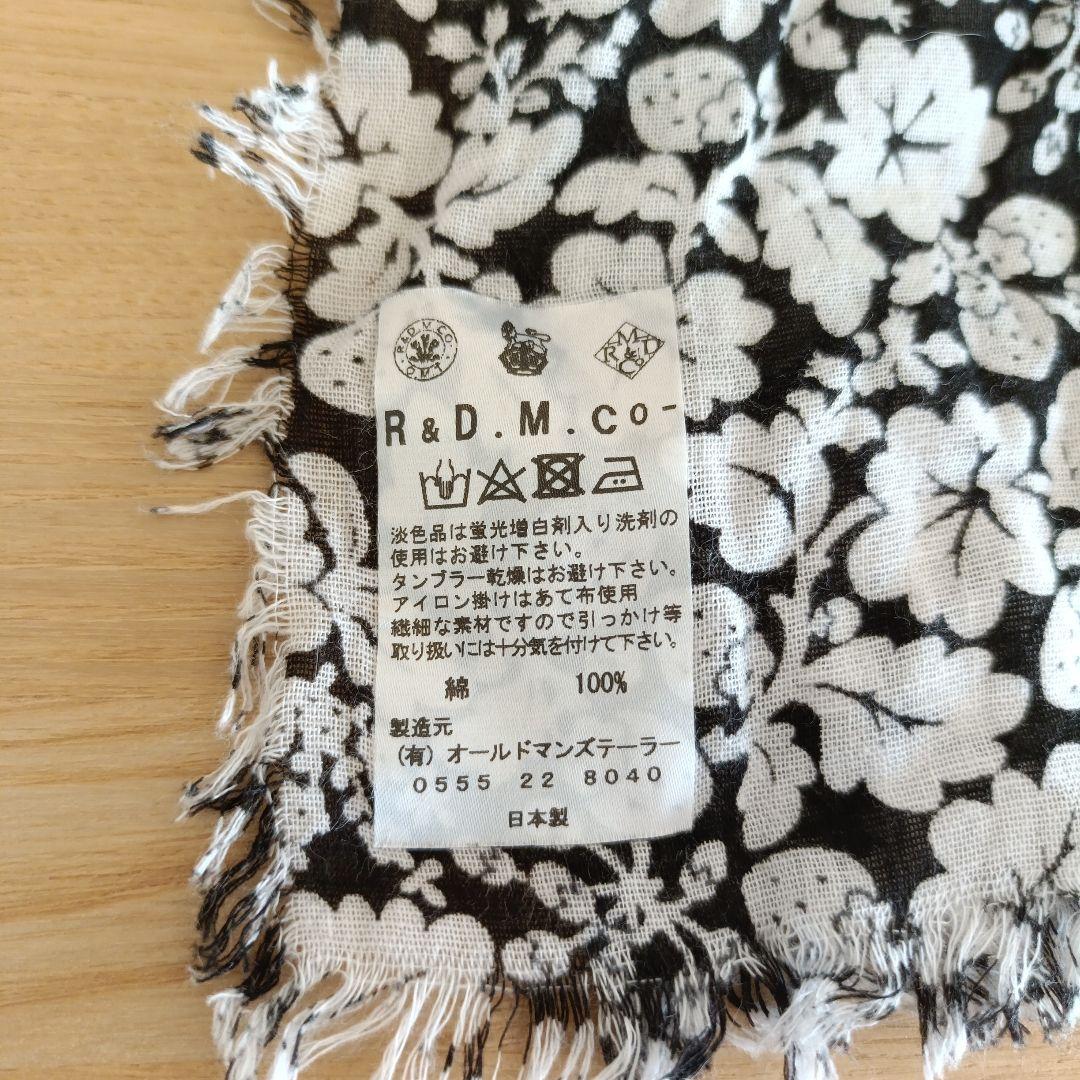 R&D.M.CO.
O.M.T
M T
R & Co
R & D . M . Co -
淡色品は蛍光増白剤入り洗剤の
使用はお避け下さい。
タンブラー乾燥はお避け下さい。
アイロン掛けはあて布使用
繊細な素材ですので引っかけ等
取り扱いには十分気を付けて下さい。
綿 100%
製造元
(有) オールドマンズテーラー
0555 22 8040
日本製